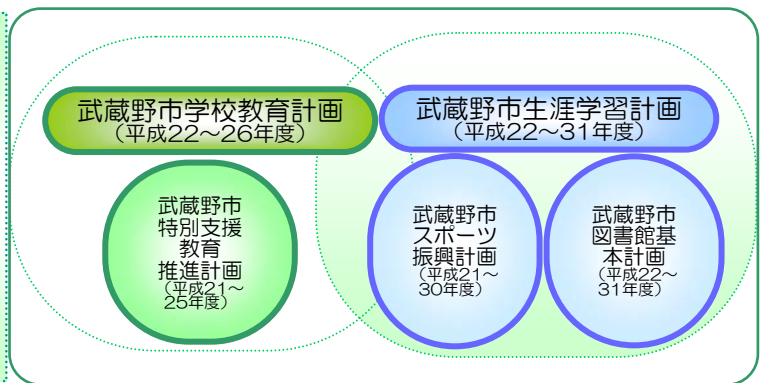 武蔵野市学校教育計画
（平成22～26年度）
武蔵野市生涯学習計画
（平成22～31年度）
武蔵野市
特別支援
教育
推進計画
（平成21～
25年度）
武蔵野市
スポーツ
振興計画
（平成21～
30年度）
武蔵野市
図書館基
本計画
（平成22～
31年度）